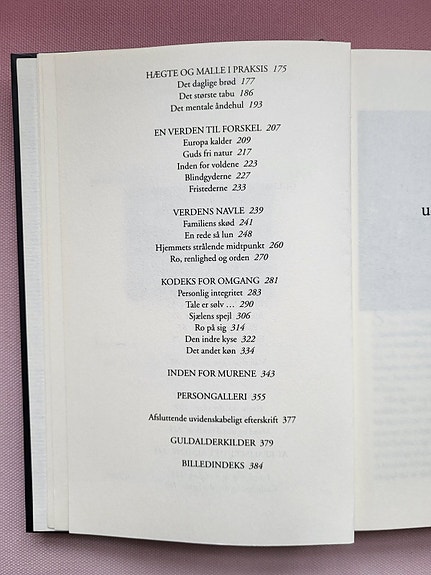 HÆGTE OG MALLE I PRAKSIS 175
Det daglige brød 177
Det største tabu 186
Det mentale åndehul 193
EN VERDEN TIL FORSKEL 207
Europa kalder 209
Guds fri natur 217
Inden for voldene 223
Blindgyderne 227
Fristederne 233
VERDENS NAVLE 239
Familiens skød 241
En rede så lun 248
Hjemmets strålende midtpunkt 260
Ro, renlighed og orden 270
KODEKS FOR OMGANG 281
Personlig integritet 283
Tale er sølv … 290
Sjælens spejl 306
Ro på sig 314
Den indre kyse 322
Det andet køn 334
INDEN FOR MURENE 343
PERSONGALLERI 355
Afsluttende uvidenskabeligt efterskrift 377
GULDALDERKILDER 379
BILLEDINDEKS 384